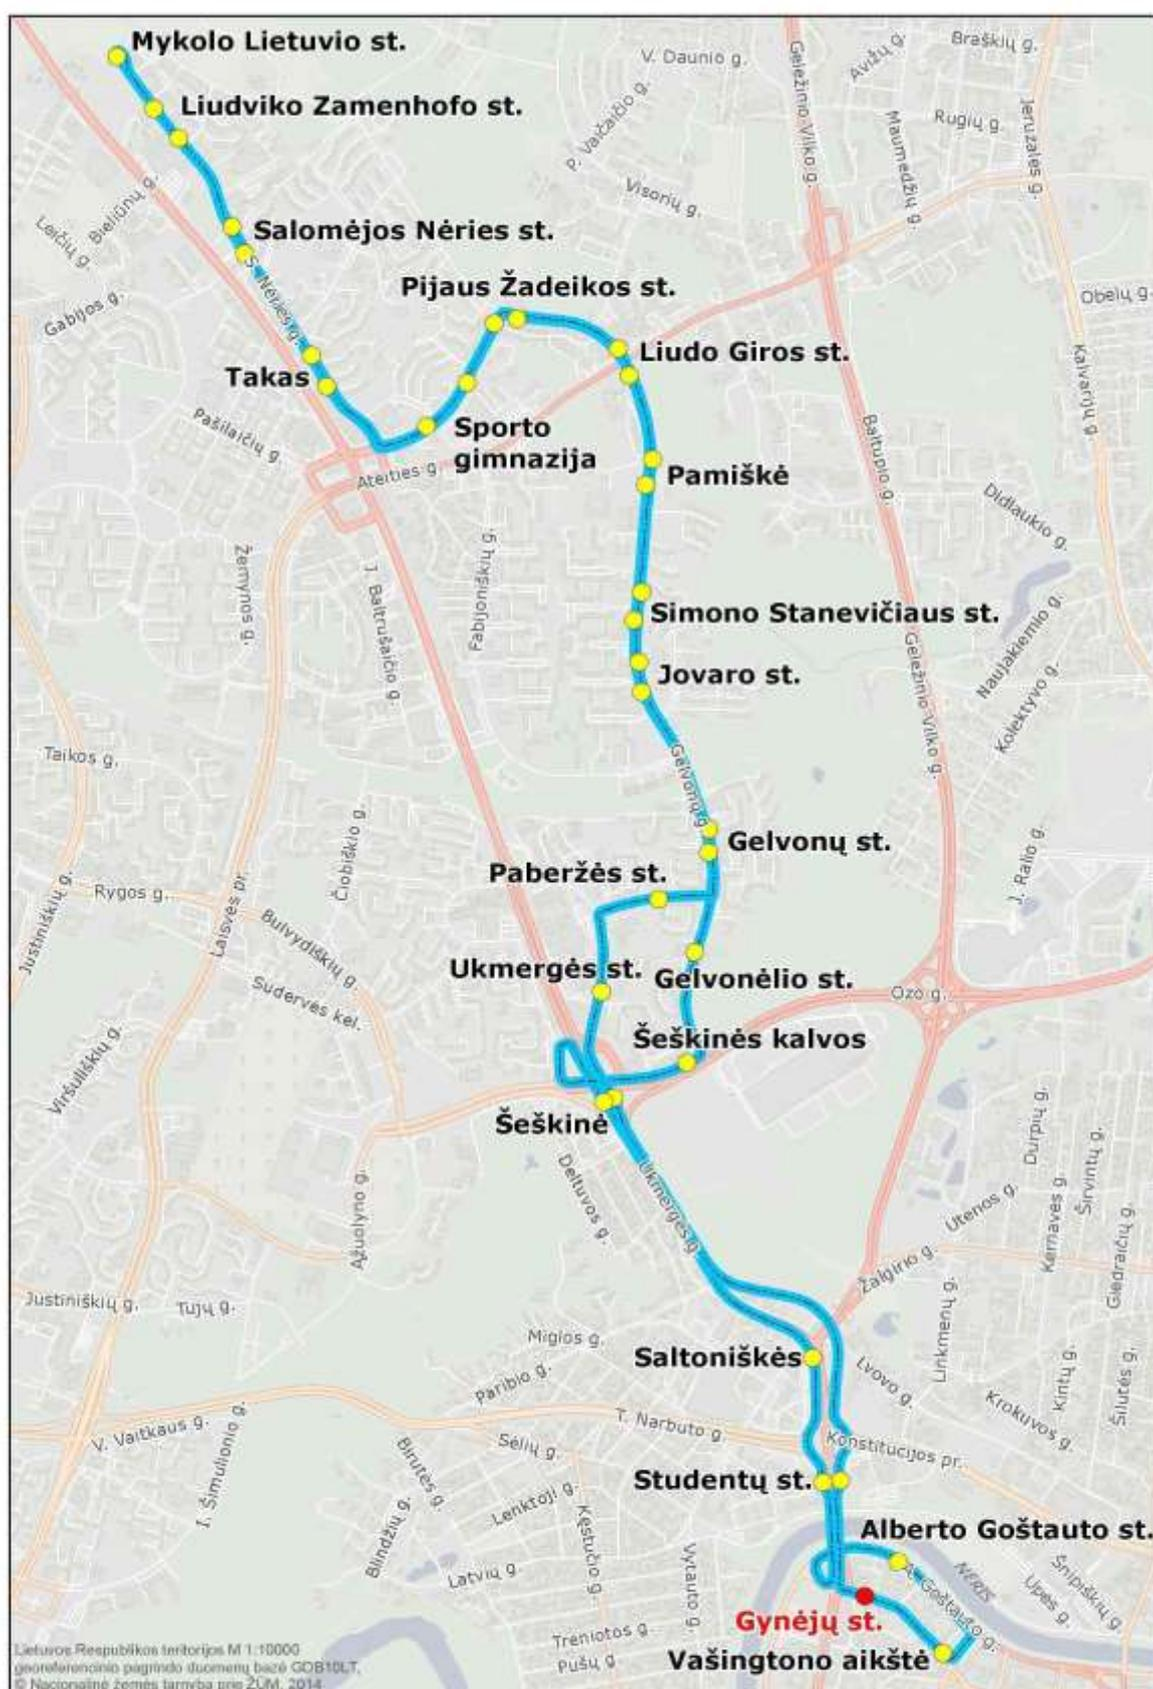 Mykolo Lietuvio st.
Braškių g.
V. Daunio g.
Avižų g.
Geležinio Vilko g.
Liudviko Zamenhofo st.
P. Vaičaičio g.
Maumedžių g.
Rugių g.
Jeruzalės g.
Visorių g.
Bieliūnų g.
Leičių g.
Salomėjos Nėries st.
S. Nėries g.
Gabijos g.
Pijaus Žadeikos st.
Obelų g.
Liudo Giros st.
Kalvarijų g.
Takas
Pašilaičių g.
Sporto
gimnazija
Ateities g.
Baltupio g.
Pamiškė
Didlaukio g.
Žemynos g.
J. Baltrušaičio g.
Fabijoniškių g.
Simono Stanevičiaus st.
Naujakiemio g.
Geležinio Vilko g.
Jovaro st.
Kolektyvo g.
Taikos g.
Gelvonų g.
Čiobiškio g.
Gelvonų st.
J. Ralio g.
Paberžės st.
Rygos g.
Justiniškių g.
Laisvės pr.
Bulvydiškių g.
Ukmergės st.
Gelvonėlio st.
Sudervės kel.
Ozo g.
Šeškinės kalvos
Viršuliškių g.
Šeškinė
Durpių g.
Širvintų g.
Deltuvos g.
Ukmergės g.
Ažuolyno g.
Utenos g.
Kernavės g.
Giedraičių g.
Žalgirio g.
Justiniškių g.
Tujų g.
Linkmenų g.
Miglos g.
Saltoniškės
Lvovo g.
Kintų g.
Šilutės g.
Paribio g.
Krokuvos g.
T. Narbuto g.
V. Vaitkaus g.
I. Šimulionio g.
Birutės g.
Sėlių g.
Konstitucijos pr.
Studentų st.
Lenktoji g.
Blindžių g.
Kęstučio g.
Alberto Goštauto st.
Vytauto g.
Latvių g.
A. Goštauto g.
NERIS
Šnipiškių g.
Upės g.
Gynėjų st.
Treniotos g.
Vašingtono aikštė
Pušų g.
Lietuvos Respublikos teritorijos M 1:10000
georeferencinio pagrindo duomenų bazė GDB10LT,
© Nacionalinė žemės tarnyba prie ŽŪM, 2014